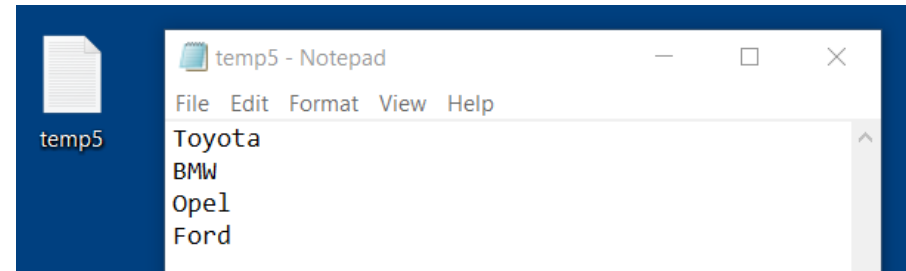 temp5 - Notepad
File Edit Format View Help
temp5
Toyota
BMW
Opel
Ford